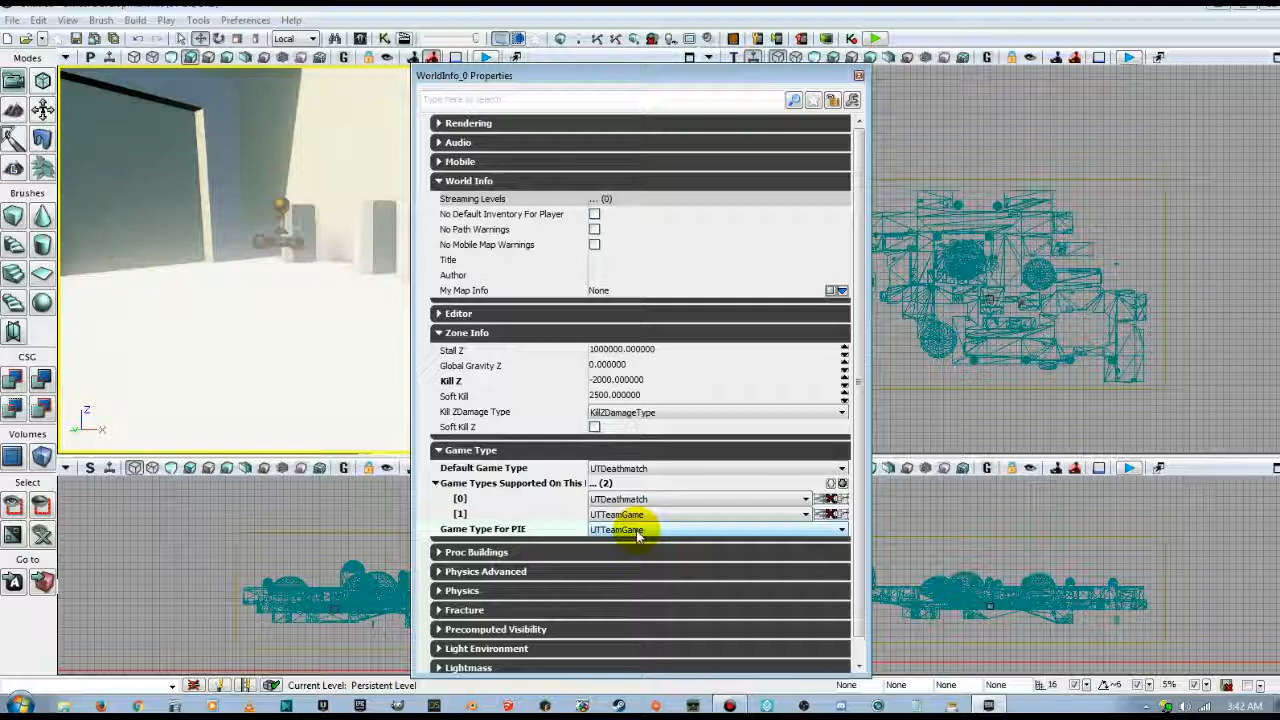 File Edit View Brush Build Play Tools Preferences Help
Local
Modes
P
G
T
G
WorldInfo_0 Properties
Type here to search
Rendering
Audio
Mobile
World Info
Streaming Levels ... (0)
No Default Inventory For Player
No Path Warnings
No Mobile Map Warnings
Title
Author
My Map Info None
Editor
Zone Info
Stall Z 1000000.000000
Global Gravity Z 0.000000
Kill Z -2000.000000
Soft Kill 2500.000000
Kill ZDamage Type KillZDamageType
Soft Kill Z
Game Type
Default Game Type UTDeathmatch
Game Types Supported On This ... (2)
[0] UTDeathmatch
[1] UTTeamGame
Game Type For PIE UTTeamGame
Proc Buildings
Physics Advanced
Physics
Fracture
Precomputed Visibility
Light Environment
Lightmass
Brushes
CSG
Volumes
Select
Go to
Z
X
S
G
G
Current Level: Persistent Level
None None None None 16 6° 5%
3:42 AM